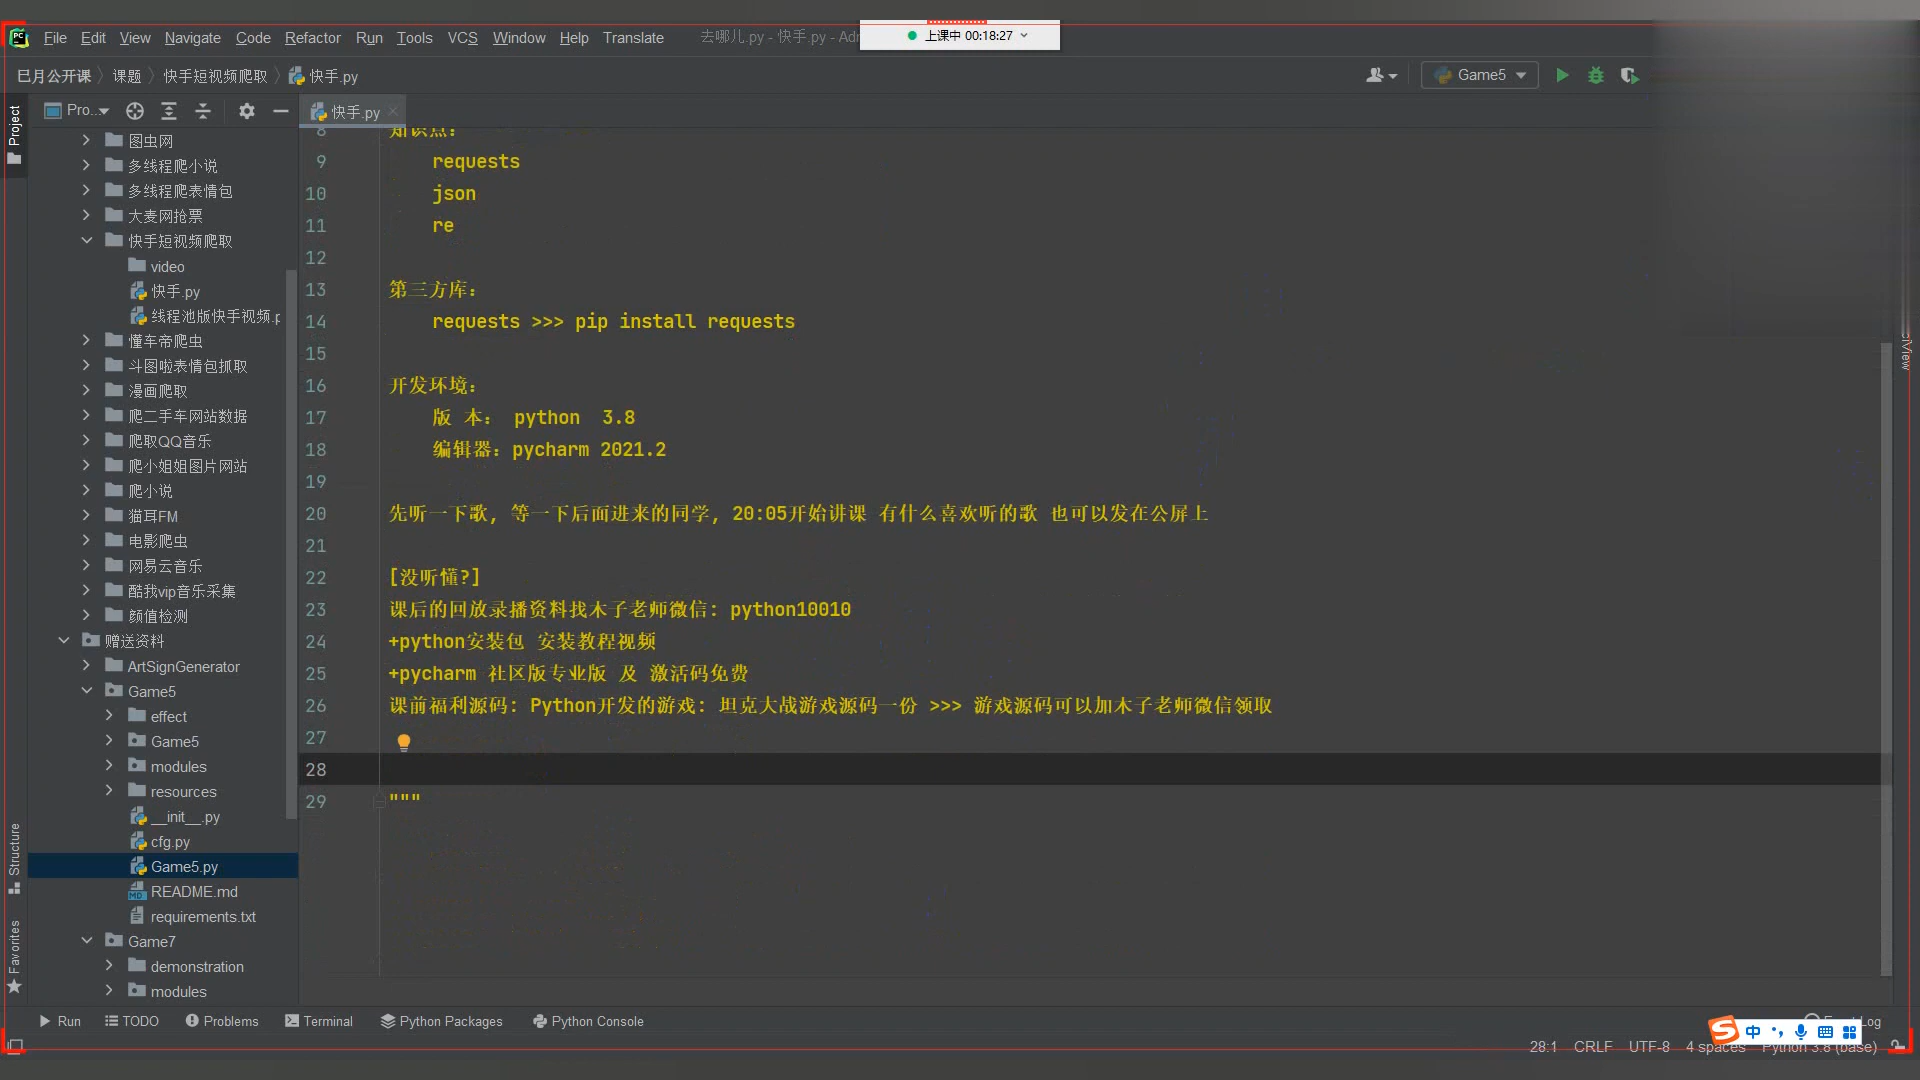 File Edit View Navigate Code Refactor Run Tools VCS Window Help Translate 去哪儿.py - 快手.py - Adm
上课中 00:18:27
巳月公开课 课题 快手短视频爬取 快手.py
Game5
Project
Pro...
快手.py
图虫网
多线程爬小说
多线程爬表情包
大麦网抢票
快手短视频爬取
video
快手.py
线程池版快手视频.p
懂车帝爬虫
斗图啦表情包抓取
漫画爬取
爬二手车网站数据
爬取QQ音乐
爬小姐姐图片网站
爬小说
猫耳FM
电影爬虫
网易云音乐
酷我vip音乐采集
颜值检测
赠送资料
ArtSignGenerator
Game5
effect
Game5
modules
resources
__init__.py
cfg.py
Game5.py
README.md
requirements.txt
Game7
demonstration
modules
Structure
Favorites
8 知识点:
9 requests
10 json
11 re
12
13 第三方库:
14 requests >>> pip install requests
15
16 开发环境:
17 版 本: python 3.8
18 编辑器: pycharm 2021.2
19
20 先听一下歌, 等一下后面进来的同学, 20:05开始讲课 有什么喜欢听的歌 也可以发在公屏上
21
22 [没听懂?]
23 课后的回放录播资料找木子老师微信: python10010
24 +python安装包 安装教程视频
25 +pycharm 社区版专业版 及 激活码免费
26 课前福利源码: Python开发的游戏: 坦克大战游戏源码一份 >>> 游戏源码可以加木子老师微信领取
27
28
29 """
Run TODO Problems Terminal Python Packages Python Console Log
中
28:1 CRLF UTF-8 4 spaces Python 3.8 (base)